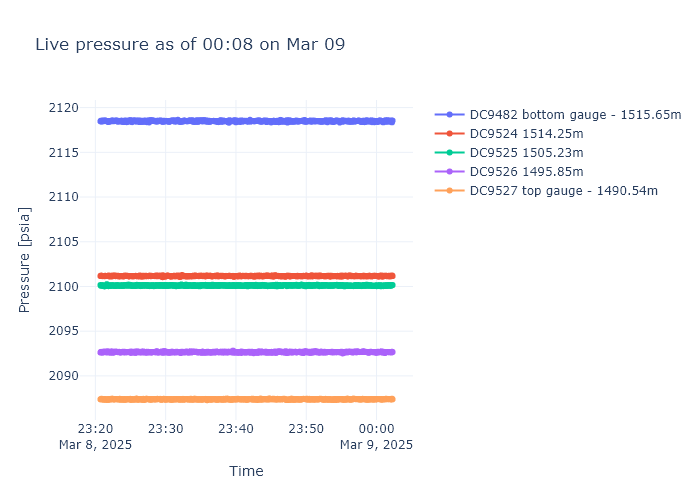 Live pressure as of 00:08 on Mar 09
DC9482 bottom gauge - 1515.65m
DC9524 1514.25m
DC9525 1505.23m
DC9526 1495.85m
DC9527 top gauge - 1490.54m
Pressure [psia]
2120
2115
2110
2105
2100
2095
2090
23:20
Mar 8, 2025
23:30
23:40
23:50
00:00
Mar 9, 2025
Time